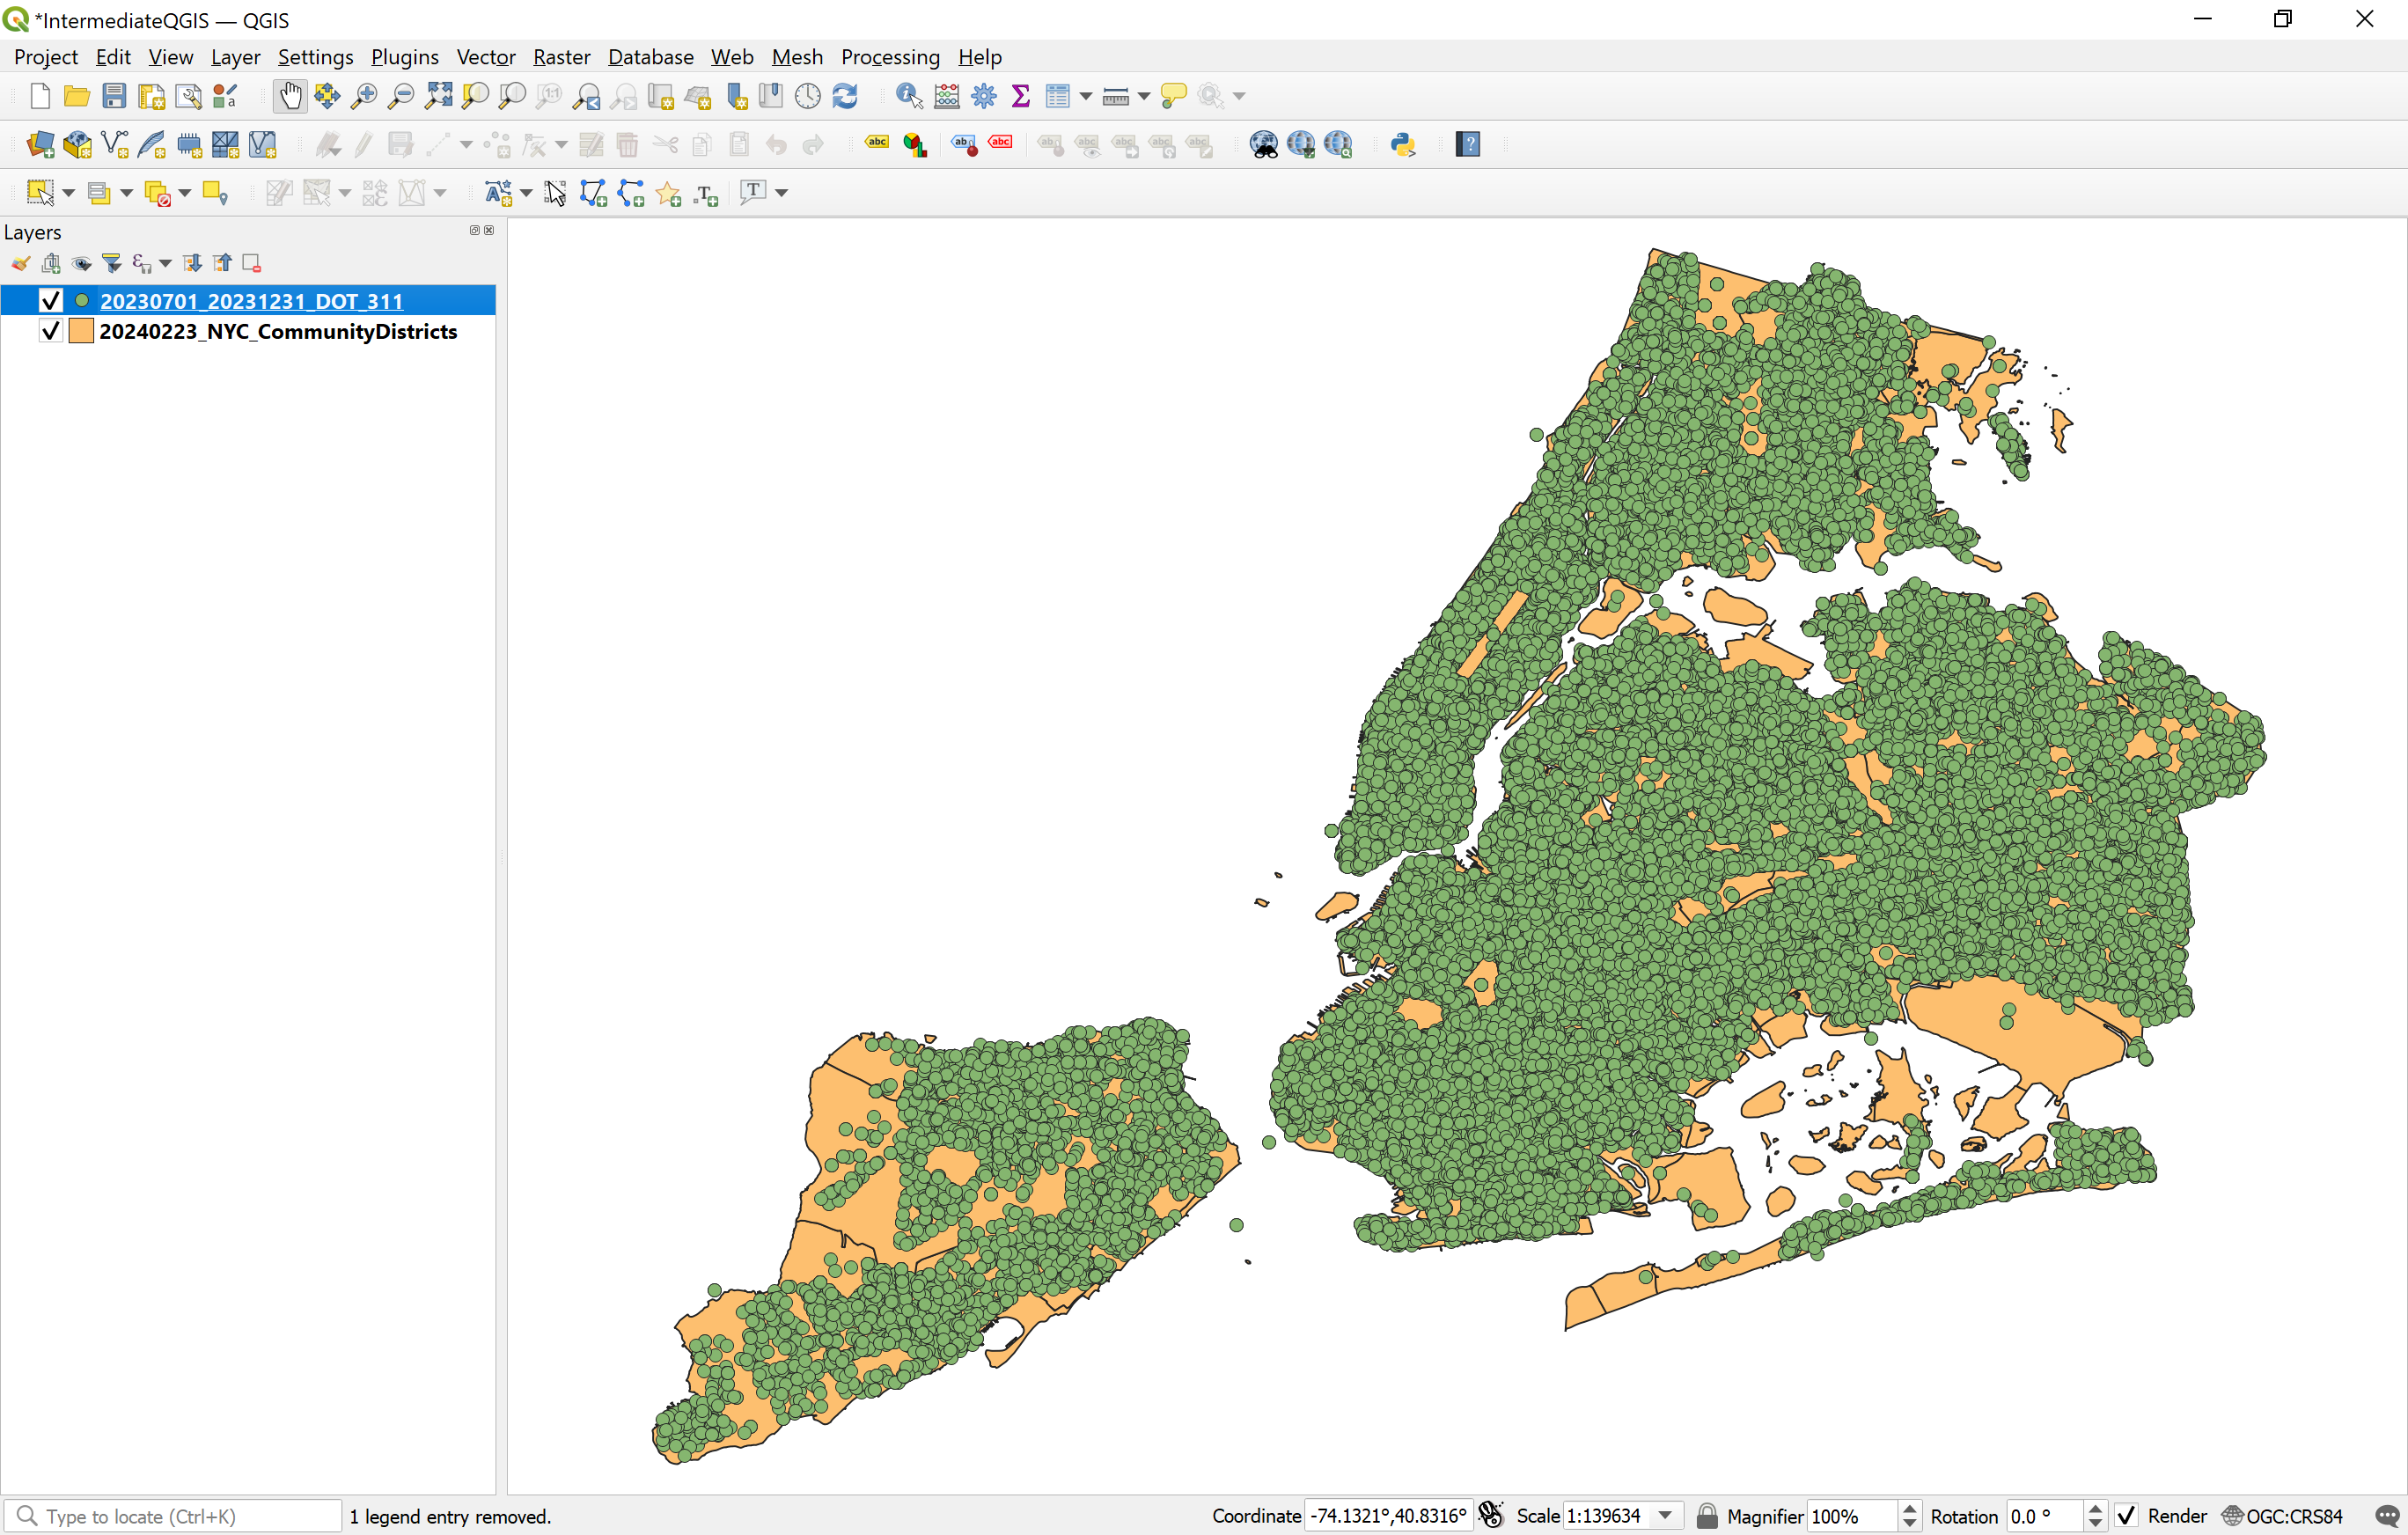 *IntermediateQGIS — QGIS
Project Edit View Layer Settings Plugins Vector Raster Database Web Mesh Processing Help
Layers
20230701_20231231_DOT_311
20240223_NYC_CommunityDistricts
Type to locate (Ctrl+K) 1 legend entry removed. Coordinate -74.1321°,40.8316° Scale 1:139634 Magnifier 100% Rotation 0.0 ° Render OGC:CRS84